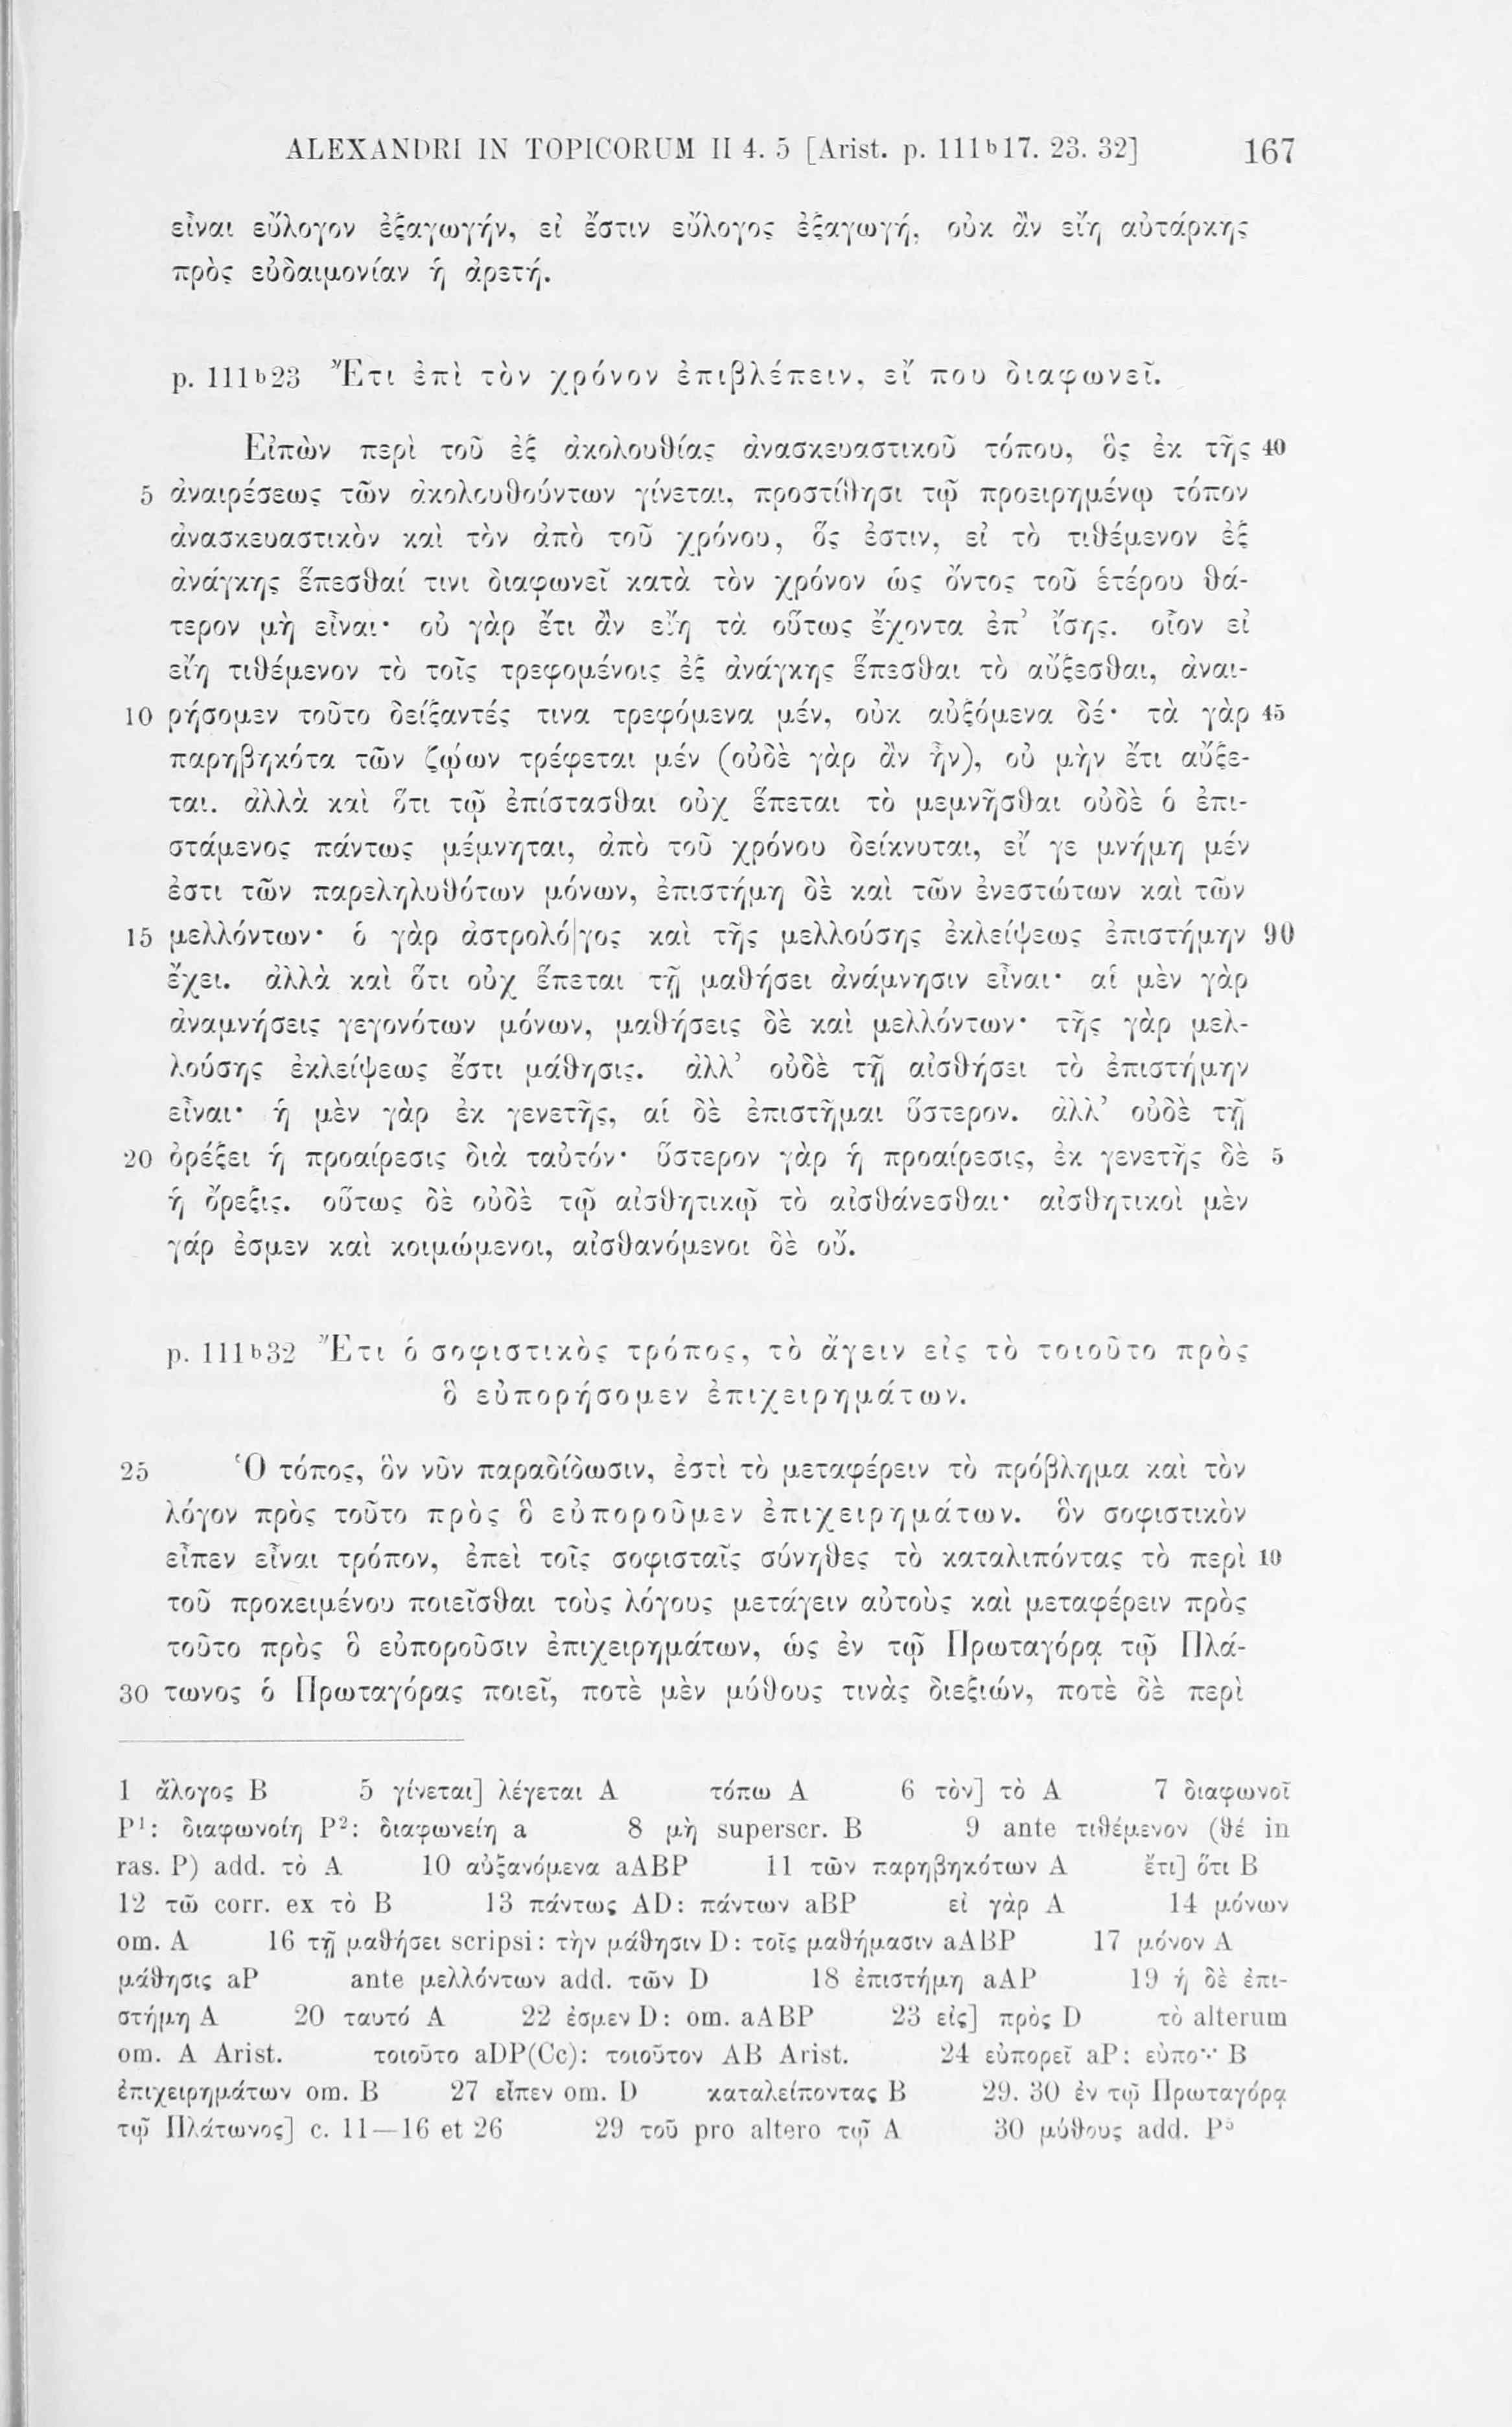 ALEXANDRI IN TOPICORUM II 4. 5 [Arist. p. 111ᵇ17. 23. 32] 167
εἶναι εὔλογον ἐξαγωγήν, εἰ ἔστιν εὔλογος ἐξαγωγή, οὐκ ἂν εἴη αὐτάρκης
πρὸς εὐδαιμονίαν ἡ ἀρετή.
p. 111ᵇ23 Ἔτι ἐπὶ τὸν χρόνον ἐπιβλέπειν, εἴ που διαφωνεῖ.
Εἰπὼν περὶ τοῦ ἐξ ἀκολουθίας ἀνασκευαστικοῦ τόπου, ὃς ἐκ τῆς 40
5 ἀναιρέσεως τῶν ἀκολουθούντων γίνεται, προστίθησι τῷ προειρημένῳ τόπον
ἀνασκευαστικὸν καὶ τὸν ἀπὸ τοῦ χρόνου, ὅς ἐστιν, εἰ τὸ τιθέμενον ἐξ
ἀνάγκης ἕπεσθαί τινι διαφωνεῖ κατὰ τὸν χρόνον ὡς ὄντος τοῦ ἑτέρου θά-
τερον μὴ εἶναι· οὐ γὰρ ἔτι ἂν εἴη τὰ οὕτως ἔχοντα ἐπ’ ἴσης. οἷον εἰ
εἴη τιθέμενον τὸ τοῖς τρεφομένοις ἐξ ἀνάγκης ἕπεσθαι τὸ αὔξεσθαι, ἀναι-
10 ρήσομεν τοῦτο δείξαντές τινα τρεφόμενα μέν, οὐκ αὐξόμενα δέ· τὰ γὰρ 45
παρηβηκότα τῶν ζῴων τρέφεται μέν (οὐδὲ γὰρ ἂν ἦν), οὐ μὴν ἔτι αὔξε-
ται. ἀλλὰ καὶ ὅτι τῷ ἐπίστασθαι οὐχ ἕπεται τὸ μεμνῆσθαι οὐδὲ ὁ ἐπι-
στάμενος πάντως μέμνηται, ἀπὸ τοῦ χρόνου δείκνυται, εἴ γε μνήμη μέν
ἐστι τῶν παρεληλυθότων μόνων, ἐπιστήμη δὲ καὶ τῶν ἐνεστώτων καὶ τῶν
15 μελλόντων· ὁ γὰρ ἀστρολό|γος καὶ τῆς μελλούσης ἐκλείψεως ἐπιστήμην 90
ἔχει. ἀλλὰ καὶ ὅτι οὐχ ἕπεται τῇ μαθήσει ἀνάμνησιν εἶναι· αἱ μὲν γὰρ
ἀναμνήσεις γεγονότων μόνων, μαθήσεις δὲ καὶ μελλόντων· τῆς γὰρ μελ-
λούσης ἐκλείψεως ἔστι μάθησις. ἀλλ’ οὐδὲ τῇ αἰσθήσει τὸ ἐπιστήμην
εἶναι· ἡ μὲν γὰρ ἐκ γενετῆς, αἱ δὲ ἐπιστῆμαι ὕστερον. ἀλλ’ οὐδὲ τῇ
20 ὀρέξει ἡ προαίρεσις διὰ ταὐτόν· ὕστερον γὰρ ἡ προαίρεσις, ἐκ γενετῆς δὲ 5
ἡ ὄρεξις. οὕτως δὲ οὐδὲ τῷ αἰσθητικῷ τὸ αἰσθάνεσθαι· αἰσθητικοὶ μὲν
γάρ ἐσμεν καὶ κοιμώμενοι, αἰσθανόμενοι δὲ οὔ.
p. 111ᵇ32 Ἔτι ὁ σοφιστικὸς τρόπος, τὸ ἄγειν εἰς τὸ τοιοῦτο πρὸς
ὃ εὐπορήσομεν ἐπιχειρημάτων.
25 Ὁ τόπος, ὃν νῦν παραδίδωσιν, ἐστὶ τὸ μεταφέρειν τὸ πρόβλημα καὶ τὸν
λόγον πρὸς τοῦτο πρὸς ὃ εὐποροῦμεν ἐπιχειρημάτων. ὃν σοφιστικὸν
εἶπεν εἶναι τρόπον, ἐπεὶ τοῖς σοφισταῖς σύνηθες τὸ καταλιπόντας τὸ περὶ 10
τοῦ προκειμένου ποιεῖσθαι τοὺς λόγους μετάγειν αὐτοὺς καὶ μεταφέρειν πρὸς
τοῦτο πρὸς ὃ εὐποροῦσιν ἐπιχειρημάτων, ὡς ἐν τῷ Πρωταγόρᾳ τῷ Πλά-
30 τωνος ὁ Πρωταγόρας ποιεῖ, ποτὲ μὲν μύθους τινὰς διεξιών, ποτὲ δὲ περὶ
1 ἄλογος B 5 γίνεται] λέγεται A τόπω A 6 τὸν] τὸ A 7 διαφωνοῖ
P¹: διαφωνοίη P²: διαφωνείη a 8 μὴ superscr. B 9 ante τιθέμενον (θέ in
ras. P) add. τὸ A 10 αὐξανόμενα aABP 11 τῶν παρηβηκότων A ἔτι] ὅτι B
12 τῶ corr. ex τὸ B 13 πάντως AD: πάντων aBP εἰ γὰρ A 14 μόνων
om. A 16 τῇ μαθήσει scripsi: τὴν μάθησιν D: τοῖς μαθήμασιν aABP 17 μόνον A
μάθησις aP ante μελλόντων add. τῶν D 18 ἐπιστήμη aAP 19 ἡ δὲ ἐπι-
στήμη A 20 ταυτό A 22 ἐσμεν D: om. aABP 23 εἰς] πρὸς D τὸ alterum
om. A Arist. τοιοῦτο aDP(Cc): τοιοῦτον AB Arist. 24 εὐπορεῖ aP: B
ἐπιχειρημάτων om. B 27 εἶπεν om. D καταλείποντας B 29. 30 ἐν τῷ Πρωταγόρᾳ
τῷ Πλάτωνος] c. 11—16 et 26 29 τοῦ pro altero τῷ A 30 μύθους add. P⁵